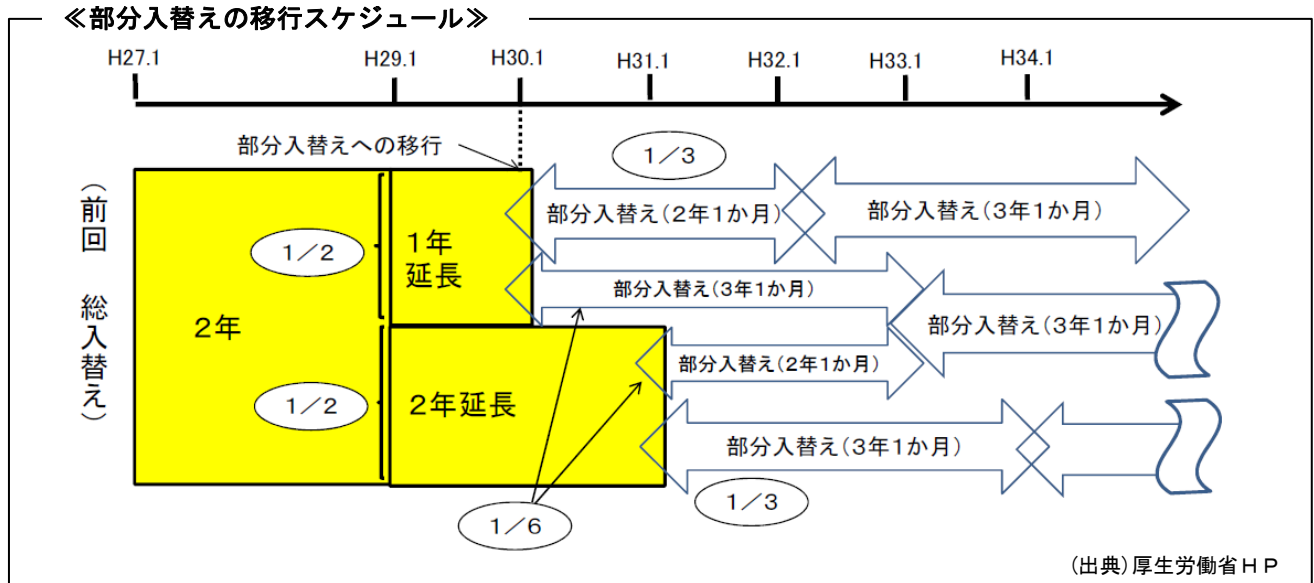 ≪部分入替えの移行スケジュール≫
H27.1 H29.1 H30.1 H31.1 H32.1 H33.1 H34.1
部分入替えへの移行
1/3
(前回 総入替え)
2年
1/2
1年
延長
部分入替え(2年1か月)
部分入替え(3年1か月)
部分入替え(3年1か月)
部分入替え(3年1か月)
1/2
2年延長
部分入替え(2年1か月)
部分入替え(3年1か月)
1/6
1/3
(出典)厚生労働省HP